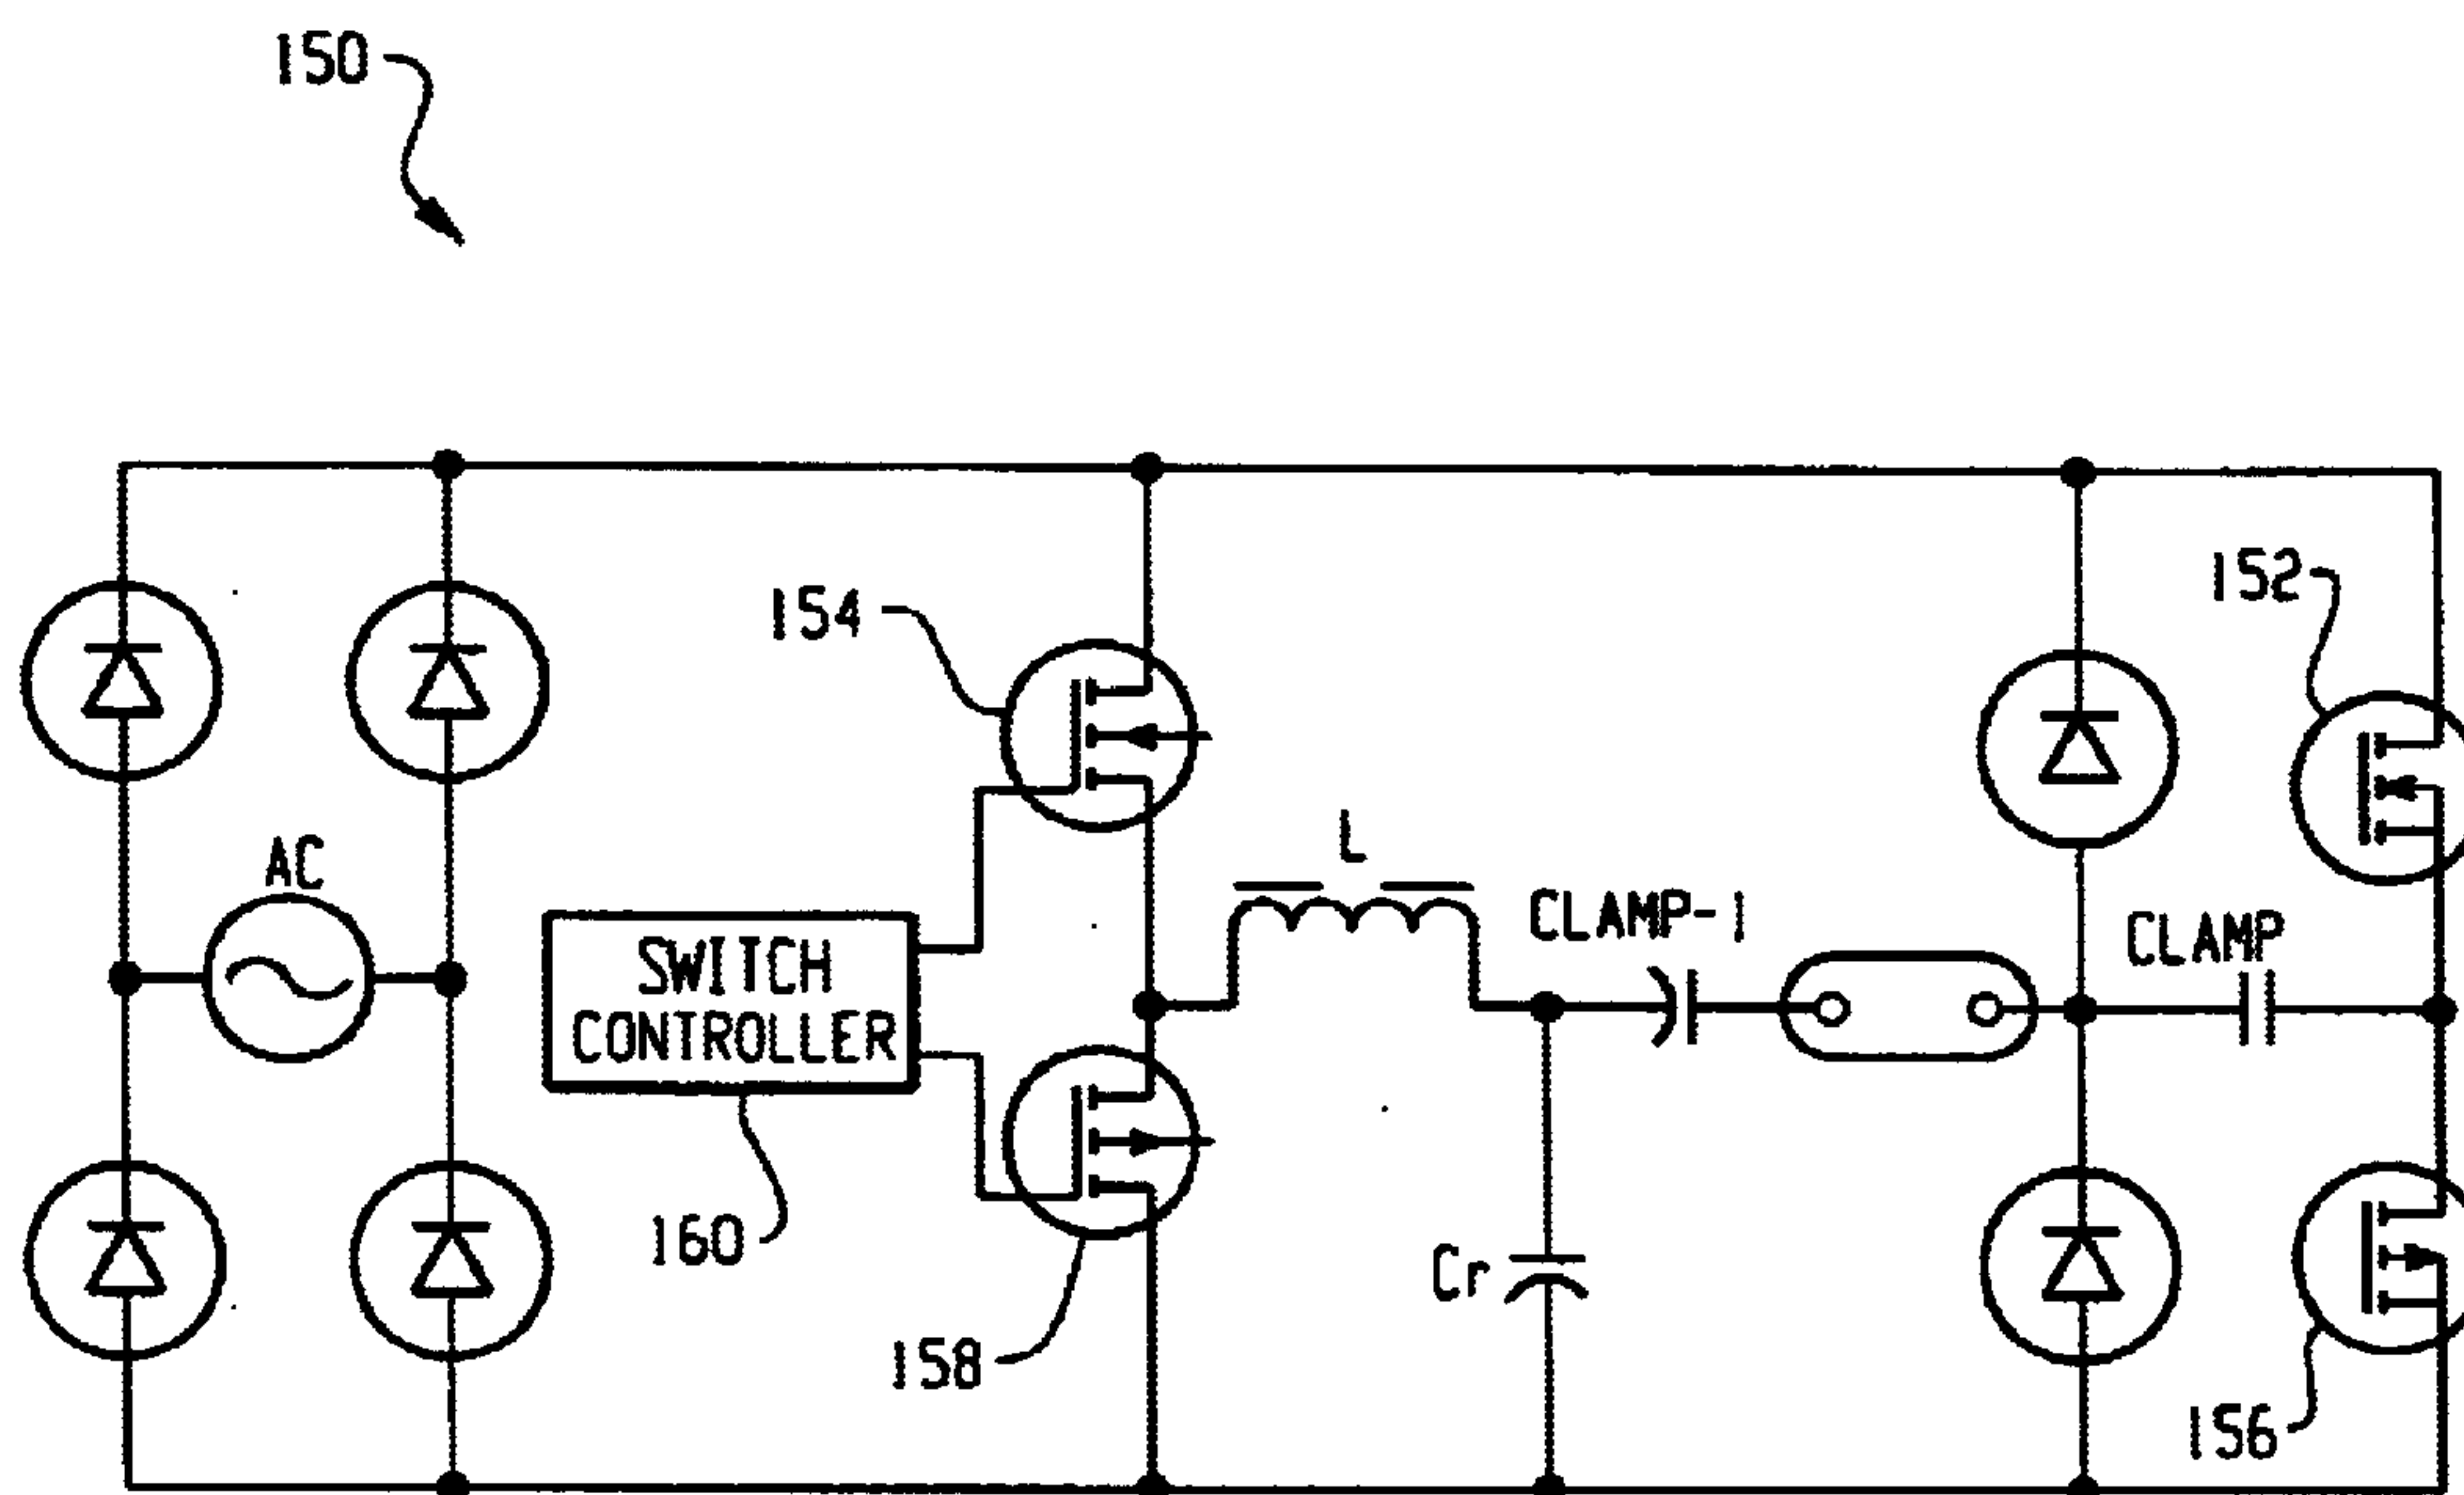 150
154
152
AC
L
CLAMP-1
CLAMP
SWITCH
CONTROLLER
160
Cr
158
156